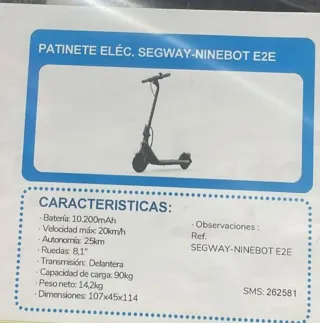 PATINETE ELÉC. SEGWAY-NINEBOT E2E
CARACTERISTICAS:
· Batería: 10.200mAh
· Velocidad máx: 20km/h
· Autonomía: 25km
· Ruedas: 8,1"
· Transmisión: Delantera
· Capacidad de carga: 90kg
· Peso neto: 14,2kg
· Dimensiones: 107x45x114
· Observaciones :
Ref.
SEGWAY-NINEBOT E2E
SMS: 262581